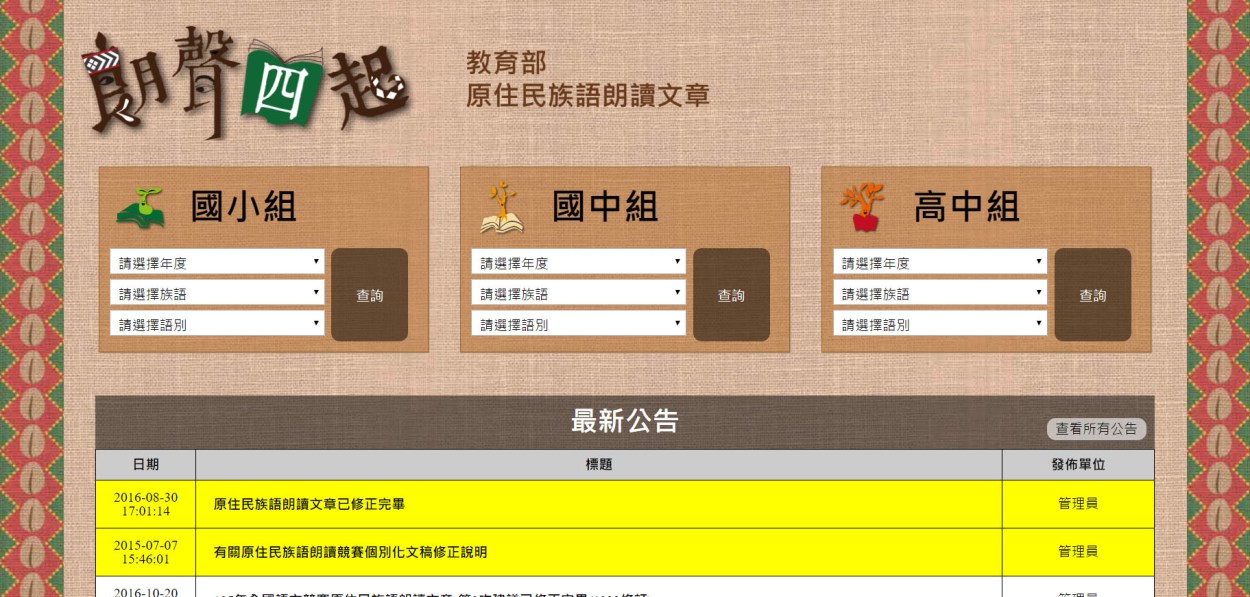 朗聲四起
教育部
原住民族語朗讀文章
國小組
請選擇年度
請選擇族語
請選擇語別
查詢
國中組
請選擇年度
請選擇族語
請選擇語別
查詢
高中組
請選擇年度
請選擇族語
請選擇語別
查詢
最新公告
查看所有公告
日期 標題 發佈單位
2016-08-30
17:01:14
原住民族語朗讀文章已修正完畢
管理員
2015-07-07
15:46:01
有關原住民族語朗讀競賽個別化文稿修正說明
管理員
2016-10-20